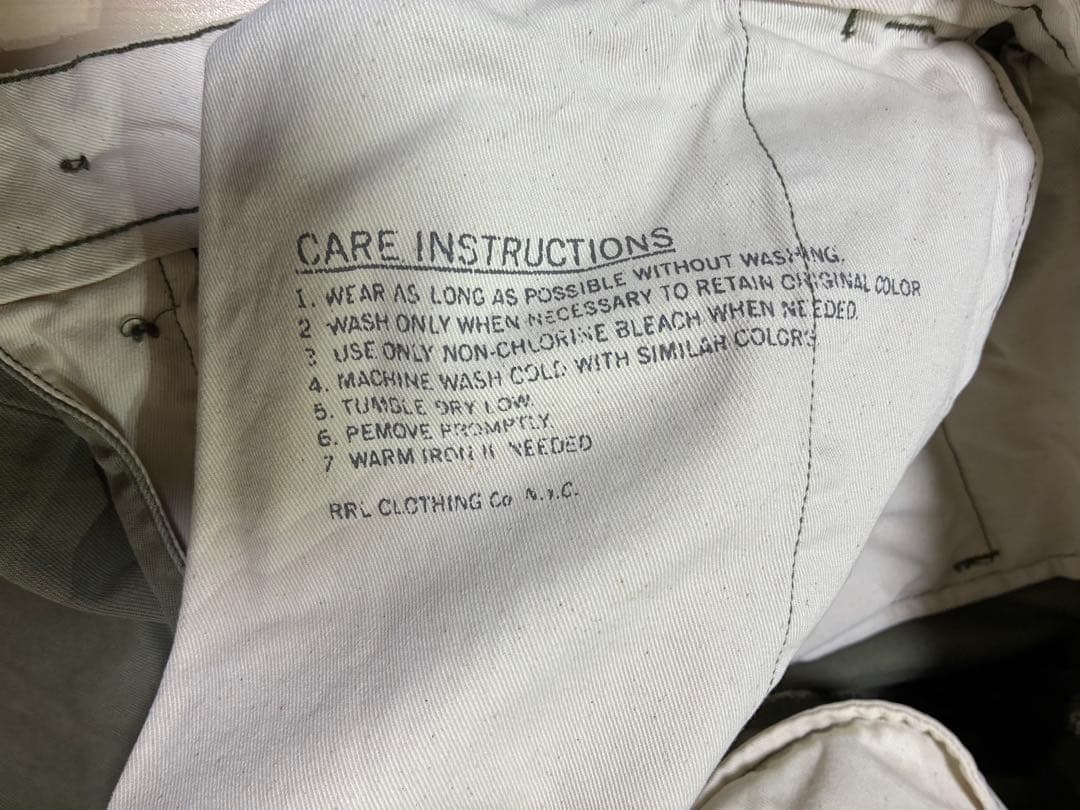 CARE INSTRUCTIONS
1. WEAR AS LONG AS POSSIBLE WITHOUT WASHING.
2 WASH ONLY WHEN NECESSARY TO RETAIN ORIGINAL COLOR
3 USE ONLY NON-CHLORINE BLEACH WHEN NEEDED.
4. MACHINE WASH COLD WITH SIMILAR COLORS
5. TUMBLE DRY LOW.
6. REMOVE PROMPTLY.
7 WARM IRON IF NEEDED
RRL CLOTHING Co N.Y.C.